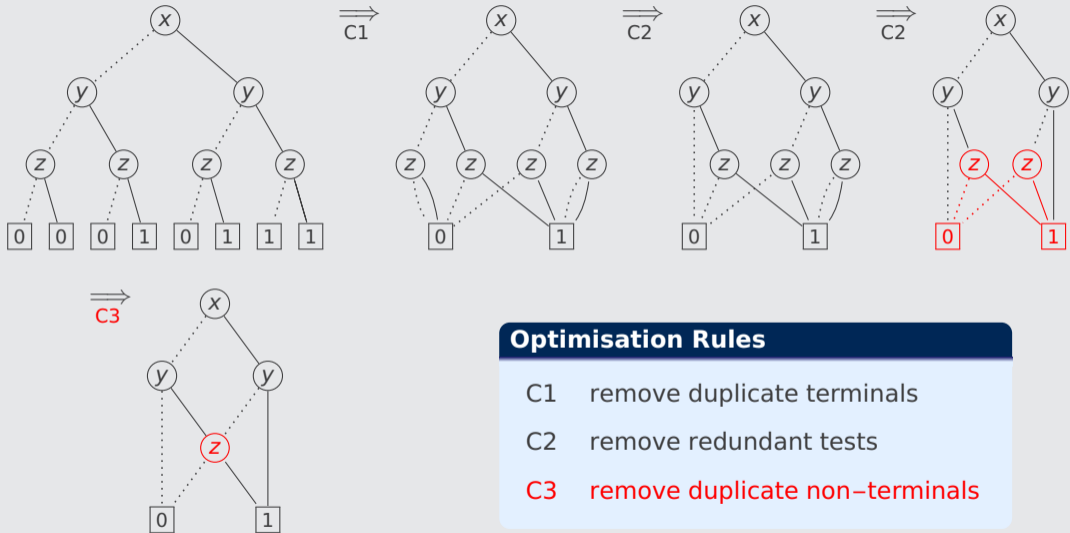 x ⟹ x ⟹ x ⟹ x
C1 C2 C2
y y y y y y y y
z z z z z z z z z z z z z
0 0 0 1 0 1 1 1 0 1 0 1 0 1
⟹ x
C3
y y
z
0 1
Optimisation Rules
C1 remove duplicate terminals
C2 remove redundant tests
C3 remove duplicate non–terminals